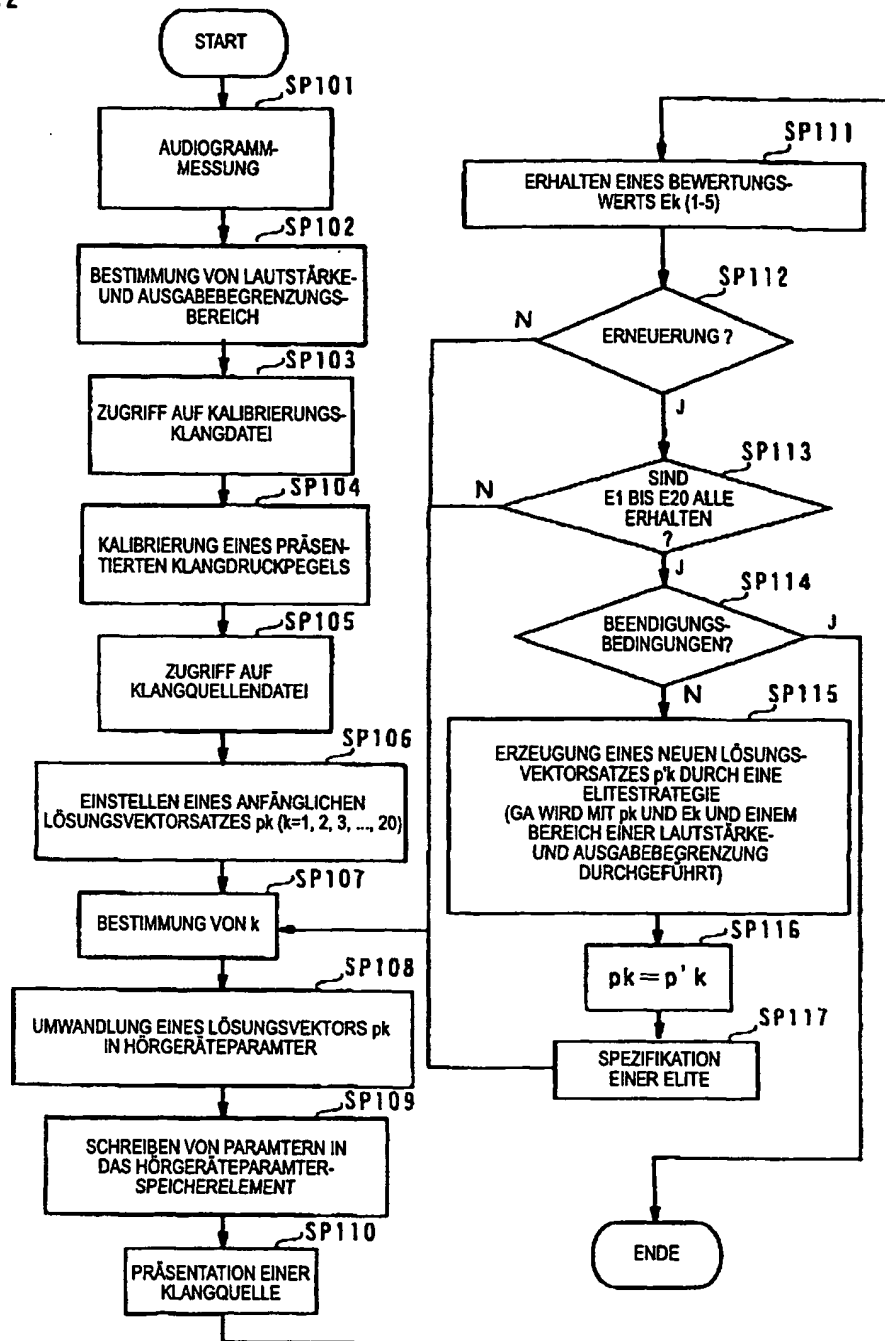 START
SP101
AUDIOGRAMM-
MESSUNG
SP102
BESTIMMUNG VON LAUTSTÄRKE-
UND AUSGABEBEGRENZUNGS-
BEREICH
SP103
ZUGRIFF AUF KALIBRIERUNGS-
KLANGDATEI
SP104
KALIBRIERUNG EINES PRÄSEN-
TIERTEN KLANGDRUCKPEGELS
SP105
ZUGRIFF AUF
KLANGQUELLENDATEI
SP106
EINSTELLEN EINES ANFÄNGLICHEN
LÖSUNGSVEKTORSATZES pk (k=1, 2, 3, ..., 20)
SP107
BESTIMMUNG VON k
SP108
UMWANDLUNG EINES LÖSUNGSVEKTORS pk
IN HÖRGERÄTEPARAMTER
SP109
SCHREIBEN VON PARAMTERN IN
DAS HÖRGERÄTEPARAMTER-
SPEICHERELEMENT
SP110
PRÄSENTATION EINER
KLANGQUELLE
SP111
ERHALTEN EINES BEWERTUNGS-
WERTS Ek (1-5)
SP112
N
ERNEUERUNG ?
J
SP113
N
SIND
E1 BIS E20 ALLE
ERHALTEN
?
J
SP114
BEENDIGUNGS-
BEDINGUNGEN?
J
N
SP115
ERZEUGUNG EINES NEUEN LÖSUNGS-
VEKTORSATZES p'k DURCH EINE
ELITESTRATEGIE
(GA WIRD MIT pk UND Ek UND EINEM
BEREICH EINER LAUTSTÄRKE-
UND AUSGABEBEGRENZUNG
DURCHGEFÜHRT)
SP116
pk=p'k
SP117
SPEZIFIKATION
EINER ELITE
ENDE